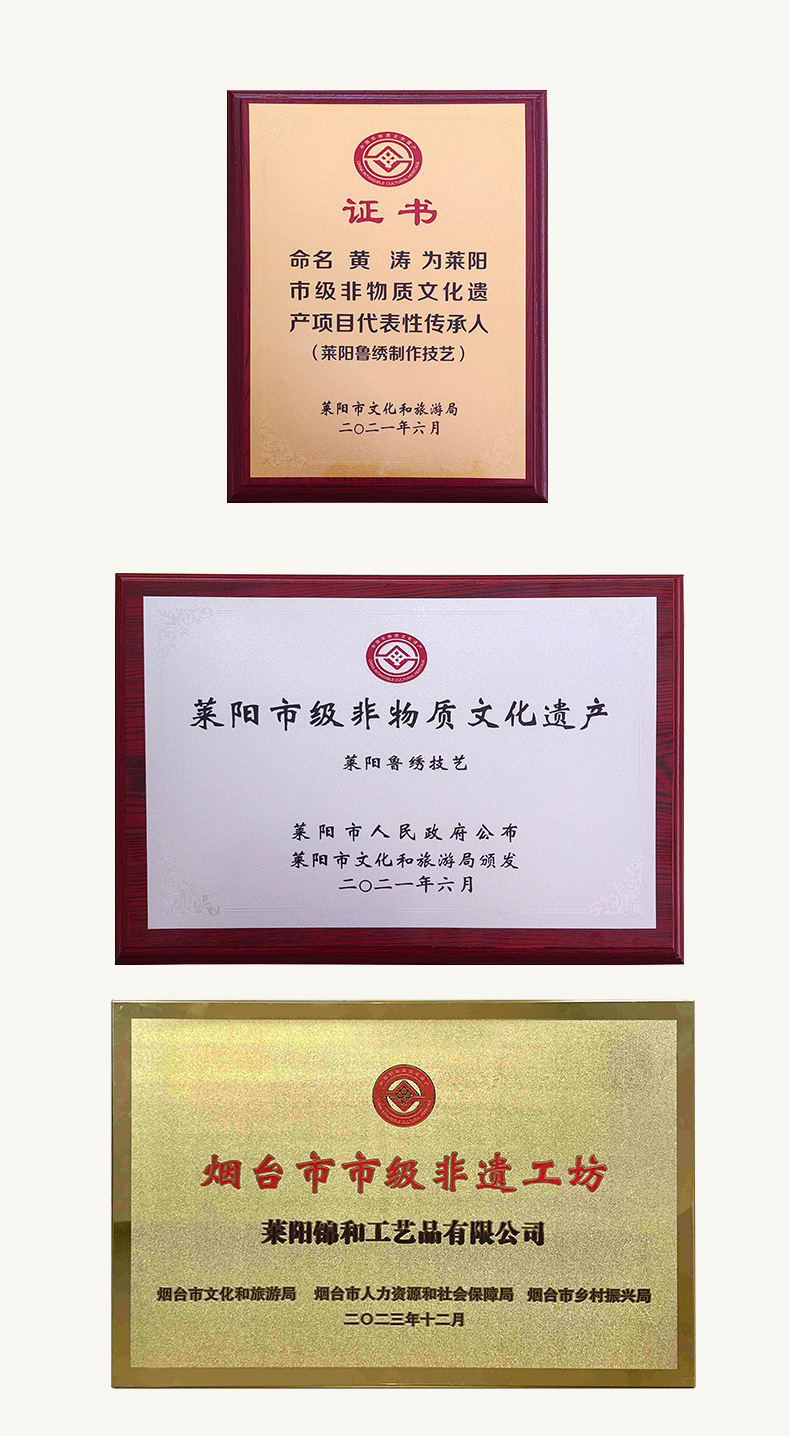 证书
命名 黄 涛 为莱阳
市级非物质文化遗
产项目代表性传承人
（莱阳鲁绣制作技艺）
莱阳市文化和旅游局
二〇二一年六月
莱阳市级非物质文化遗产
莱阳鲁绣技艺
莱阳市人民政府公布
莱阳市文化和旅游局颁发
二〇二一年六月
烟台市市级非遗工坊
莱阳锦和工艺品有限公司
烟台市文化和旅游局 烟台市人力资源和社会保障局 烟台市乡村振兴局
二〇二三年十二月